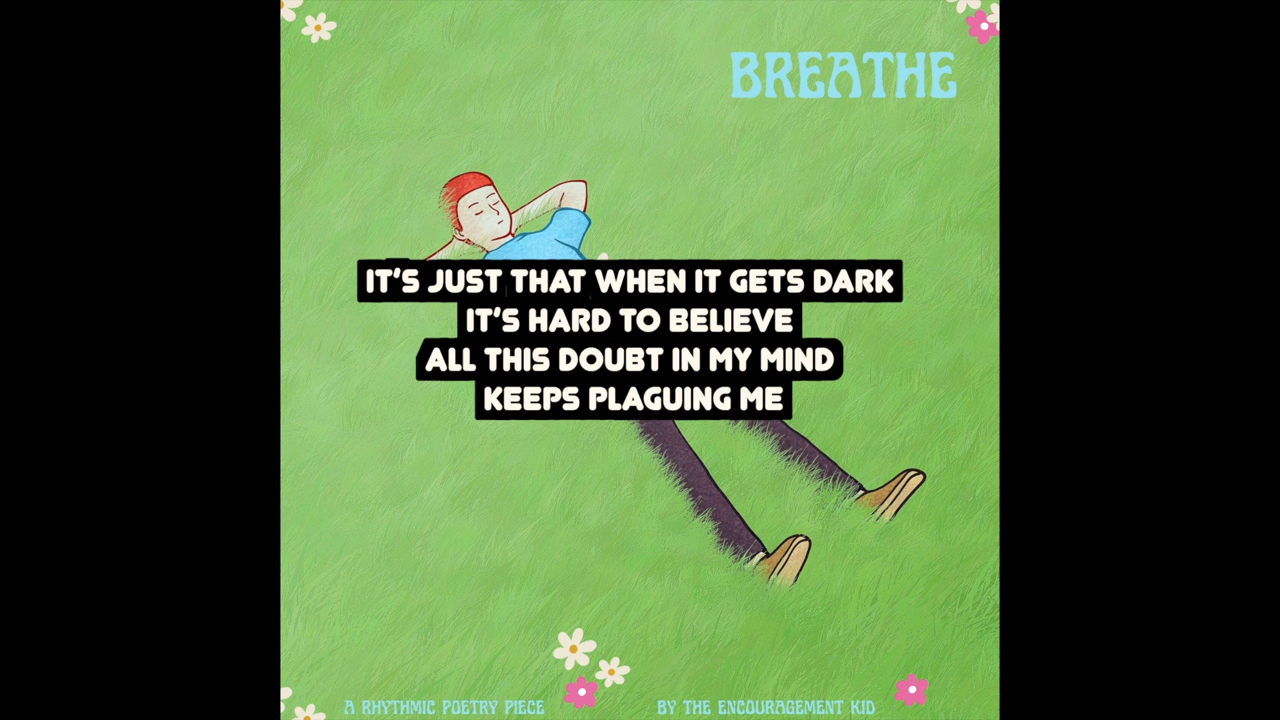 BREATHE
IT'S JUST THAT WHEN IT GETS DARK
IT'S HARD TO BELIEVE
ALL THIS DOUBT IN MY MIND
KEEPS PLAGUING ME
A RHYTHMIC POETRY PIECE
BY THE ENCOURAGEMENT KID